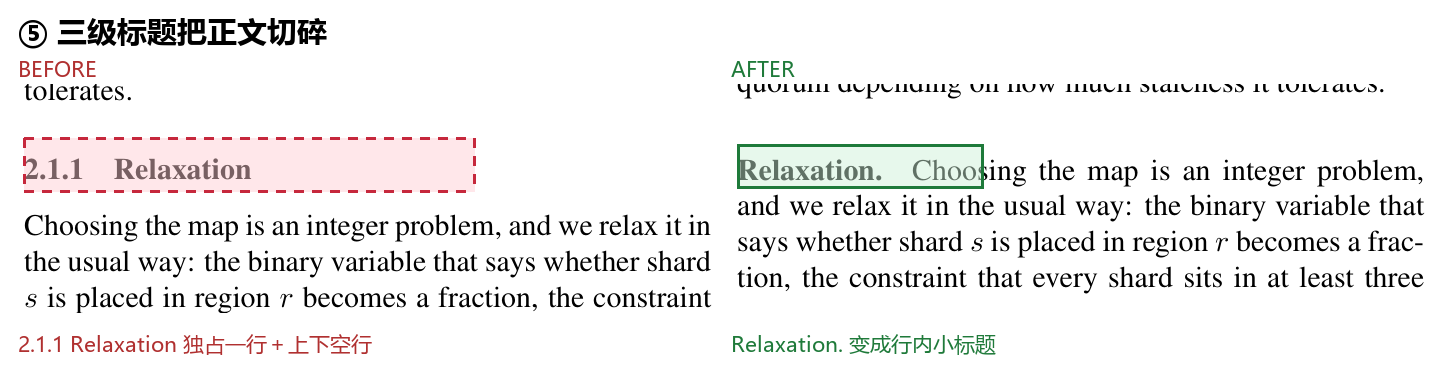 ⑤ 三级标题把正文切碎
BEFORE
tolerates.
2.1.1 Relaxation
Choosing the map is an integer problem, and we relax it in
the usual way: the binary variable that says whether shard
s is placed in region r becomes a fraction, the constraint
2.1.1 Relaxation 独占一行 + 上下空行
AFTER
quorum depending on how much staleness it tolerates.
Relaxation. Choosing the map is an integer problem,
and we relax it in the usual way: the binary variable that
says whether shard s is placed in region r becomes a frac-
tion, the constraint that every shard sits in at least three
Relaxation. 变成行内小标题